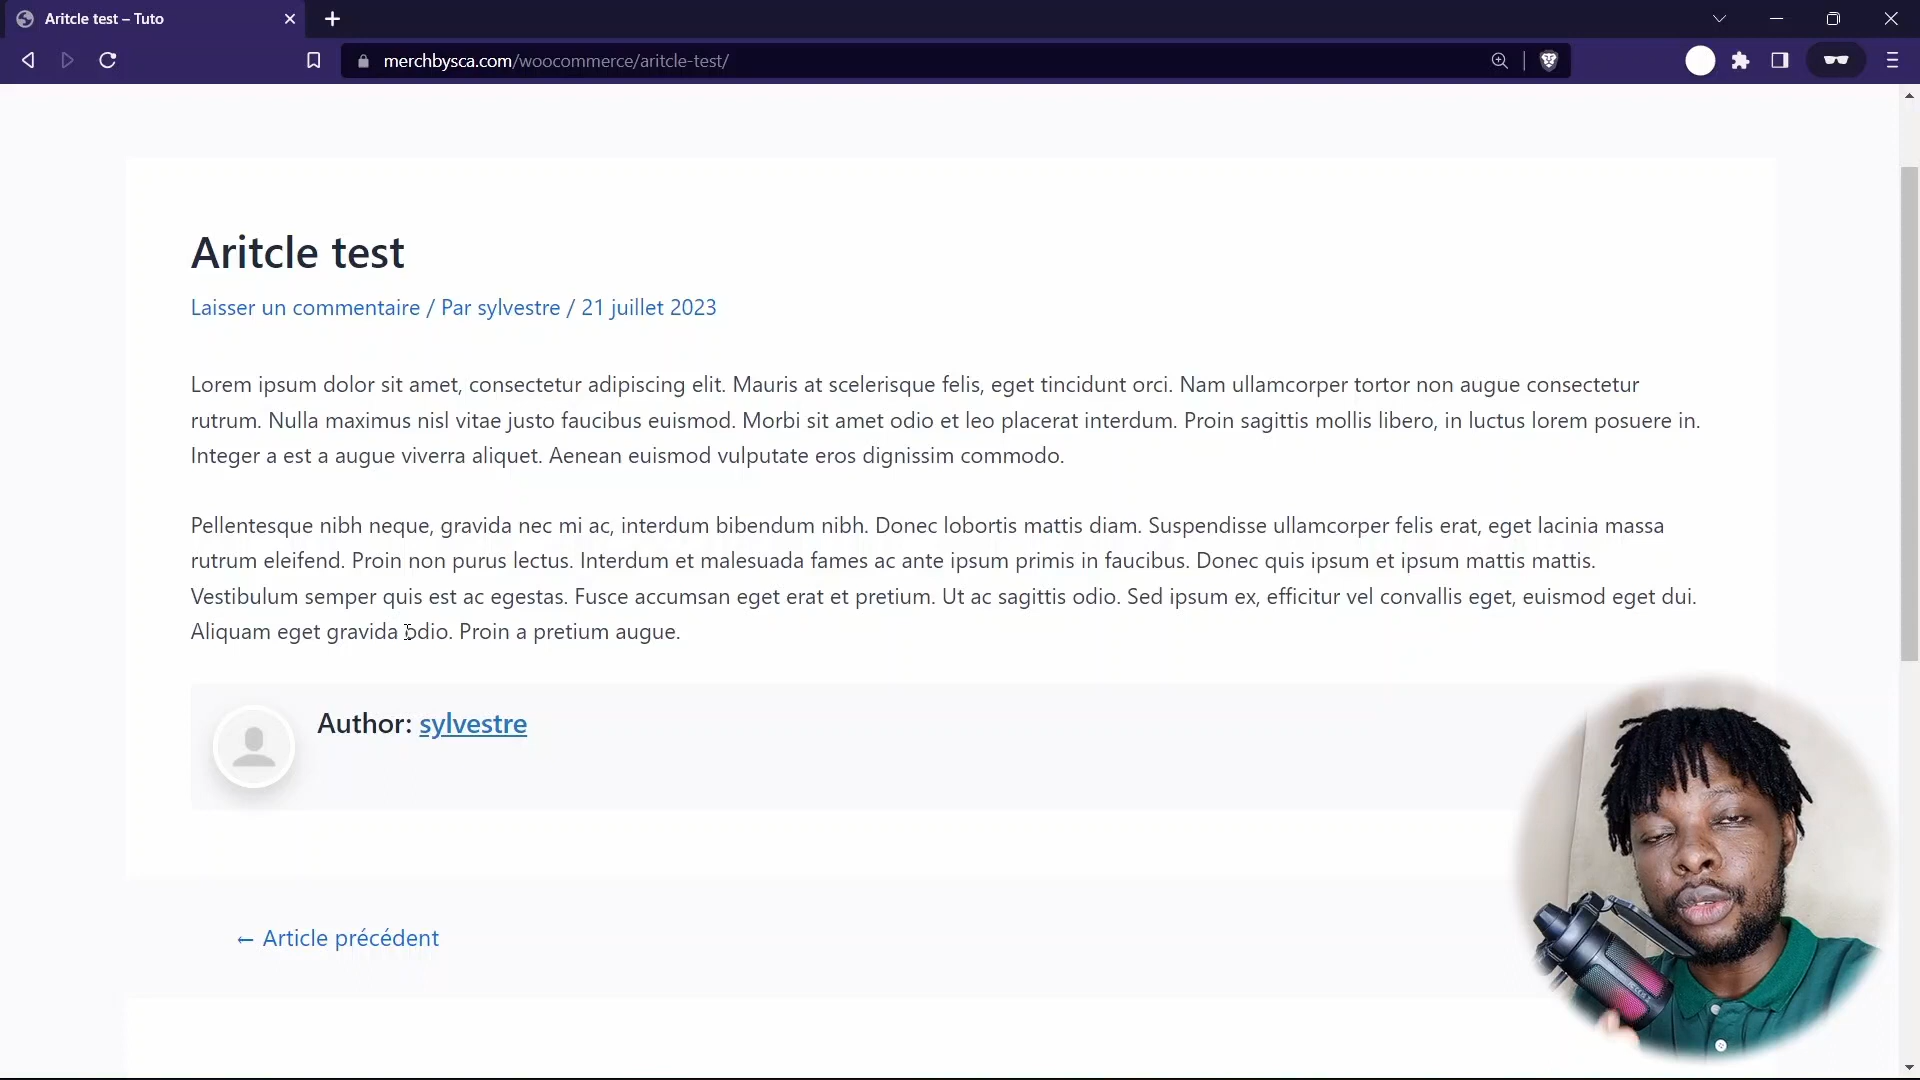 Aritcle test – Tuto
merchbysca.com/woocommerce/aritcle-test/
Aritcle test
Laisser un commentaire / Par sylvestre / 21 juillet 2023
Lorem ipsum dolor sit amet, consectetur adipiscing elit. Mauris at scelerisque felis, eget tincidunt orci. Nam ullamcorper tortor non augue consectetur
rutrum. Nulla maximus nisl vitae justo faucibus euismod. Morbi sit amet odio et leo placerat interdum. Proin sagittis mollis libero, in luctus lorem posuere in.
Integer a est a augue viverra aliquet. Aenean euismod vulputate eros dignissim commodo.
Pellentesque nibh neque, gravida nec mi ac, interdum bibendum nibh. Donec lobortis mattis diam. Suspendisse ullamcorper felis erat, eget lacinia massa
rutrum eleifend. Proin non purus lectus. Interdum et malesuada fames ac ante ipsum primis in faucibus. Donec quis ipsum et ipsum mattis mattis.
Vestibulum semper quis est ac egestas. Fusce accumsan eget erat et pretium. Ut ac sagittis odio. Sed ipsum ex, efficitur vel convallis eget, euismod eget dui.
Aliquam eget gravida odio. Proin a pretium augue.
Author: sylvestre
← Article précédent